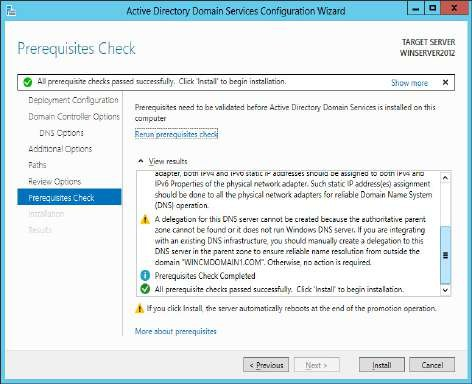 Active Directory Domain Services Configuration Wizard
Prerequisites Check
TARGET SERVER
WINSERVER2012
All prerequisite checks passed successfully. Click 'Install' to begin installation.
Show more
Deployment Configuration
Domain Controller Options
DNS Options
Additional Options
Paths
Review Options
Prerequisites Check
Installation
Results
Prerequisites need to be validated before Active Directory Domain Services is installed on this
computer
Rerun prerequisites check
View results
adapter, both IPv4 and IPv6 static IP addresses should be assigned to both IPv4 and
IPv6 Properties of the physical network adapter. Such static IP address(es) assignment
should be done to all the physical network adapters for reliable Domain Name System
(DNS) operation.
A delegation for this DNS server cannot be created because the authoritative parent
zone cannot be found or it does not run Windows DNS server. If you are integrating
with an existing DNS infrastructure, you should manually create a delegation to this
DNS server in the parent zone to ensure reliable name resolution from outside the
domain "WINCMDOMAIN1.COM". Otherwise, no action is required.
Prerequisites Check Completed
All prerequisite checks passed successfully. Click 'Install' to begin installation.
If you click Install, the server automatically reboots at the end of the promotion operation.
More about prerequisites
< Previous
Next >
Install
Cancel